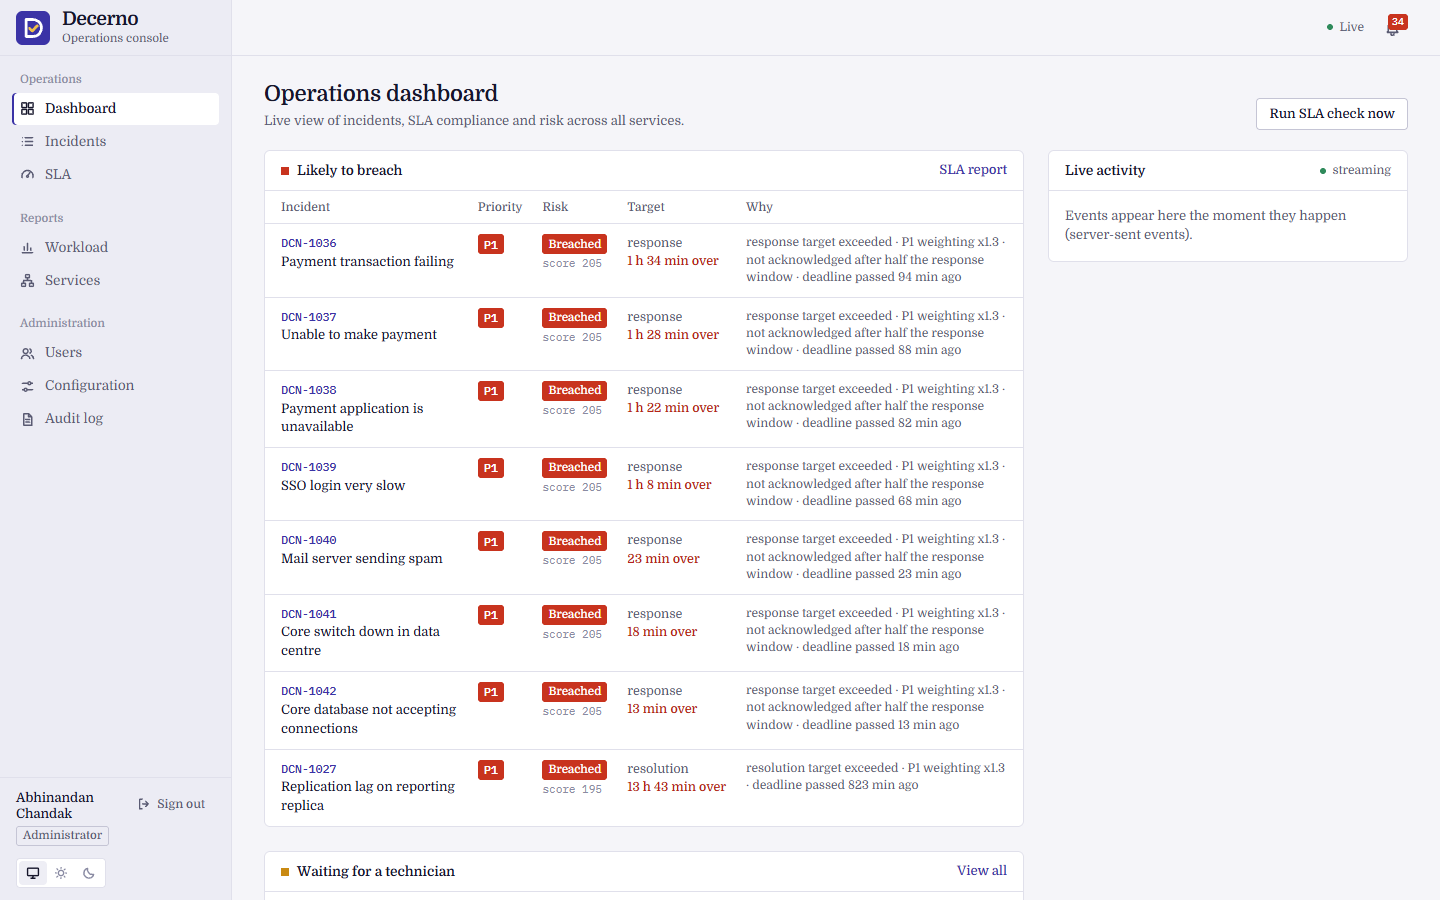 Decerno
Operations console
Live
34
Operations
Dashboard
Incidents
SLA
Reports
Workload
Services
Administration
Users
Configuration
Audit log
Abhinandan
Chandak
Sign out
Administrator
Operations dashboard
Live view of incidents, SLA compliance and risk across all services.
Run SLA check now
Likely to breach
SLA report
Incident Priority Risk Target Why
DCN-1036
Payment transaction failing
P1
Breached
score 205
response
1 h 34 min over
response target exceeded · P1 weighting x1.3 ·
not acknowledged after half the response
window · deadline passed 94 min ago
DCN-1037
Unable to make payment
P1
Breached
score 205
response
1 h 28 min over
response target exceeded · P1 weighting x1.3 ·
not acknowledged after half the response
window · deadline passed 88 min ago
DCN-1038
Payment application is
unavailable
P1
Breached
score 205
response
1 h 22 min over
response target exceeded · P1 weighting x1.3 ·
not acknowledged after half the response
window · deadline passed 82 min ago
DCN-1039
SSO login very slow
P1
Breached
score 205
response
1 h 8 min over
response target exceeded · P1 weighting x1.3 ·
not acknowledged after half the response
window · deadline passed 68 min ago
DCN-1040
Mail server sending spam
P1
Breached
score 205
response
23 min over
response target exceeded · P1 weighting x1.3 ·
not acknowledged after half the response
window · deadline passed 23 min ago
DCN-1041
Core switch down in data
centre
P1
Breached
score 205
response
18 min over
response target exceeded · P1 weighting x1.3 ·
not acknowledged after half the response
window · deadline passed 18 min ago
DCN-1042
Core database not accepting
connections
P1
Breached
score 205
response
13 min over
response target exceeded · P1 weighting x1.3 ·
not acknowledged after half the response
window · deadline passed 13 min ago
DCN-1027
Replication lag on reporting
replica
P1
Breached
score 195
resolution
13 h 43 min over
resolution target exceeded · P1 weighting x1.3
· deadline passed 823 min ago
Waiting for a technician
View all
Live activity
streaming
Events appear here the moment they happen
(server-sent events).